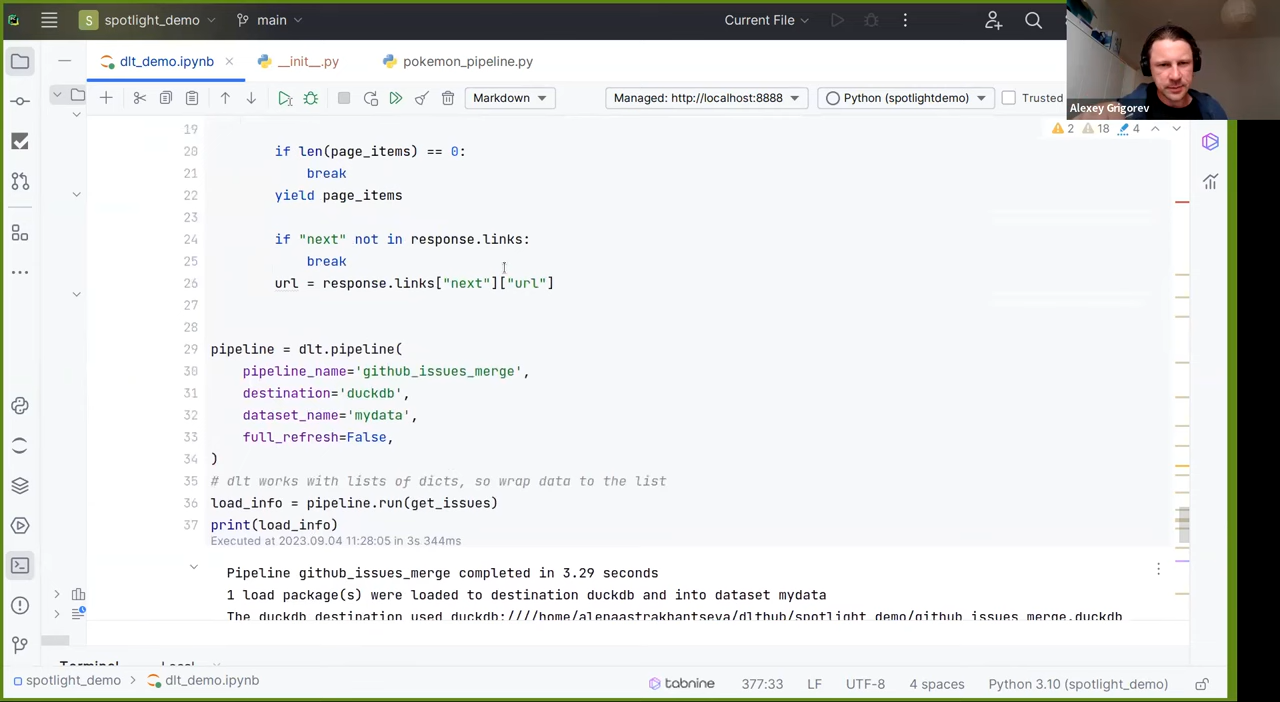 S spotlight_demo main Current File
dlt_demo.ipynb × __init__.py pokemon_pipeline.py
Markdown Managed: http://localhost:8888 Python (spotlightdemo) Trusted
Alexey Grigorev
2 18 4
19
20 if len(page_items) == 0:
21 break
22 yield page_items
23
24 if "next" not in response.links:
25 break
26 url = response.links["next"]["url"]
27
28
29 pipeline = dlt.pipeline(
30 pipeline_name='github_issues_merge',
31 destination='duckdb',
32 dataset_name='mydata',
33 full_refresh=False,
34 )
35 # dlt works with lists of dicts, so wrap data to the list
36 load_info = pipeline.run(get_issues)
37 print(load_info)
Executed at 2023.09.04 11:28:05 in 3s 344ms
Pipeline github_issues_merge completed in 3.29 seconds
1 load package(s) were loaded to destination duckdb and into dataset mydata
The duckdb destination used duckdb:////home/alenaastrakhantseva/dlthub/spotlight_demo/github_issues_merge.duckdb
Terminal Local ×
spotlight_demo > dlt_demo.ipynb tabnine 377:33 LF UTF-8 4 spaces Python 3.10 (spotlight_demo)